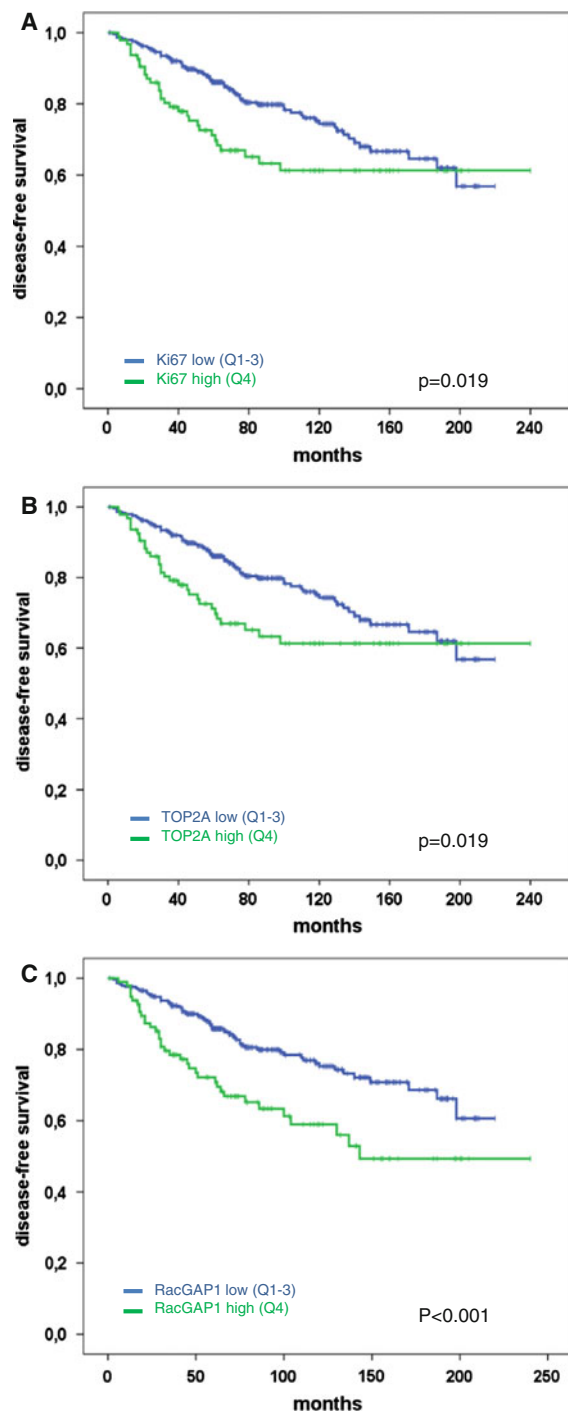 A
disease-free survival
1,0
0,8
0,6
0,4
0,2
0,0
Ki67 low (Q1-3)
Ki67 high (Q4)
p=0.019
0 40 80 120 160 200 240
months
B
disease-free survival
1,0
0,8
0,6
0,4
0,2
0,0
TOP2A low (Q1-3)
TOP2A high (Q4)
p=0.019
0 40 80 120 160 200 240
months
C
disease-free survival
1,0
0,8
0,6
0,4
0,2
0,0
RacGAP1 low (Q1-3)
RacGAP1 high (Q4)
P<0.001
0 50 100 150 200 250
months